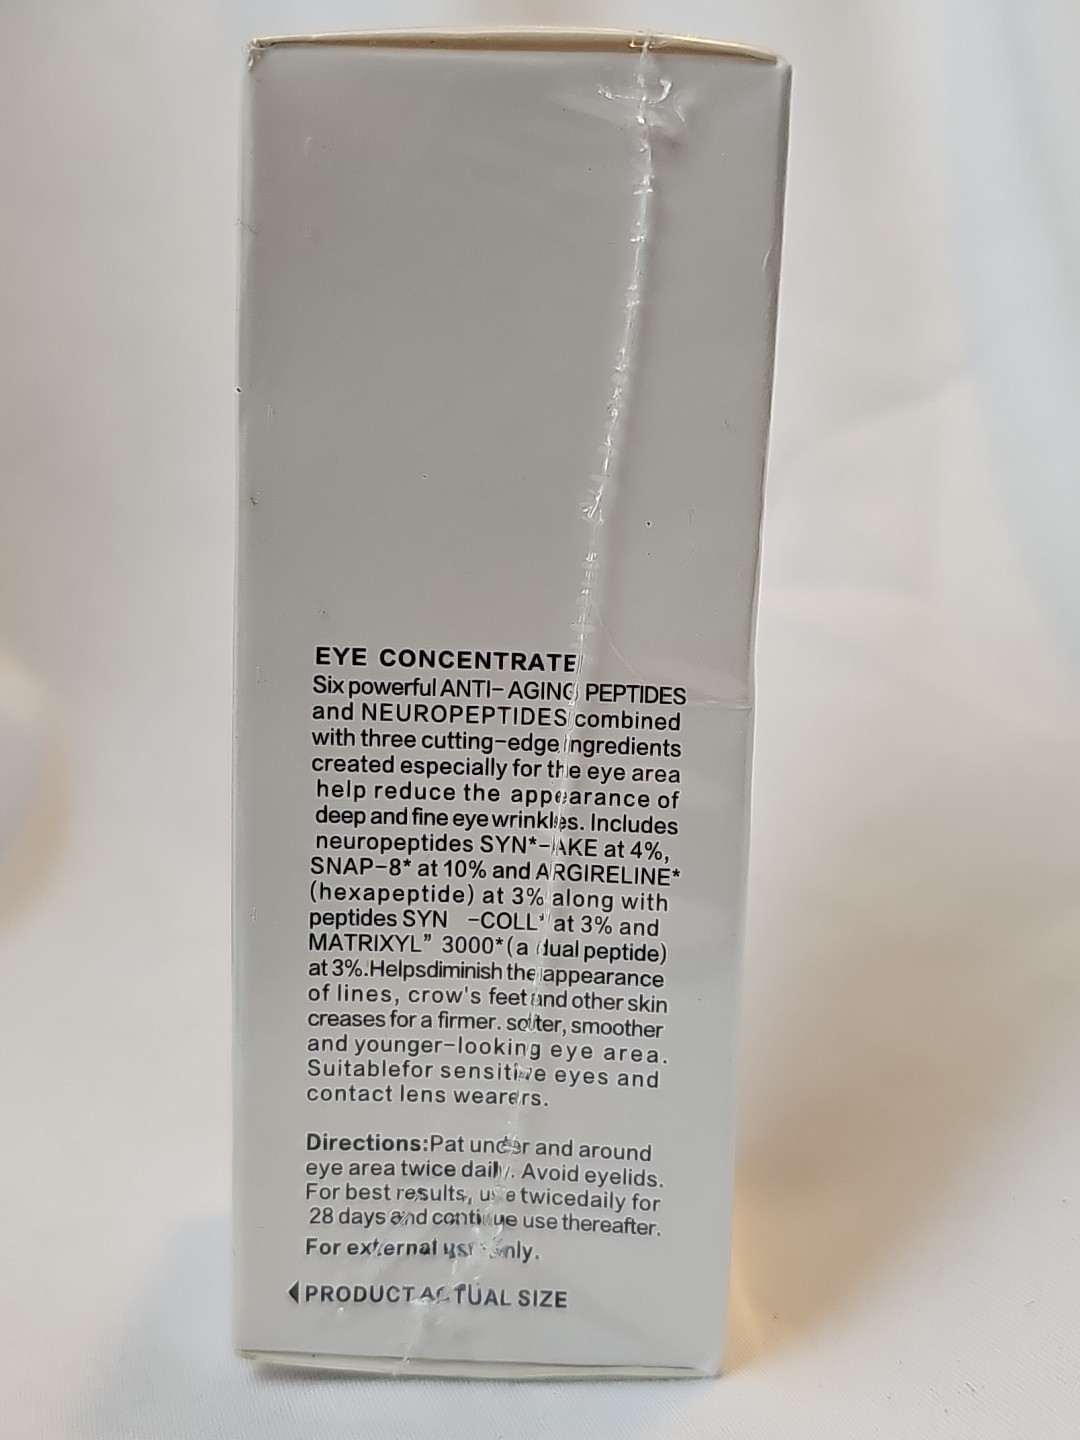 EYE CONCENTRATE
Six powerful ANTI-AGING PEPTIDES
and NEUROPEPTIDES combined
with three cutting-edge ingredients
created especially for the eye area
help reduce the appearance of
deep and fine eye wrinkles. Includes
neuropeptides SYN*-AKE at 4%,
SNAP-8* at 10% and ARGIRELINE*
(hexapeptide) at 3% along with
peptides SYN -COLL* at 3% and
MATRIXYL” 3000* (a dual peptide)
at 3%.Helpsdiminish the appearance
of lines, crow's feet and other skin
creases for a firmer. softer, smoother
and younger-looking eye area.
Suitablefor sensitive eyes and
contact lens wearers.
Directions:Pat under and around
eye area twice daily. Avoid eyelids.
For best results, use twicedaily for
28 days and continue use thereafter.
For external use only.
◀PRODUCT ACTUAL SIZE